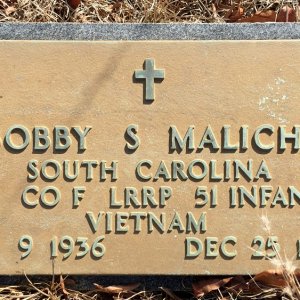 OBBY S MALICH
SOUTH CAROLINA
CO F LRRP 51 INFAN
VIETNAM
9 1936 DEC 25